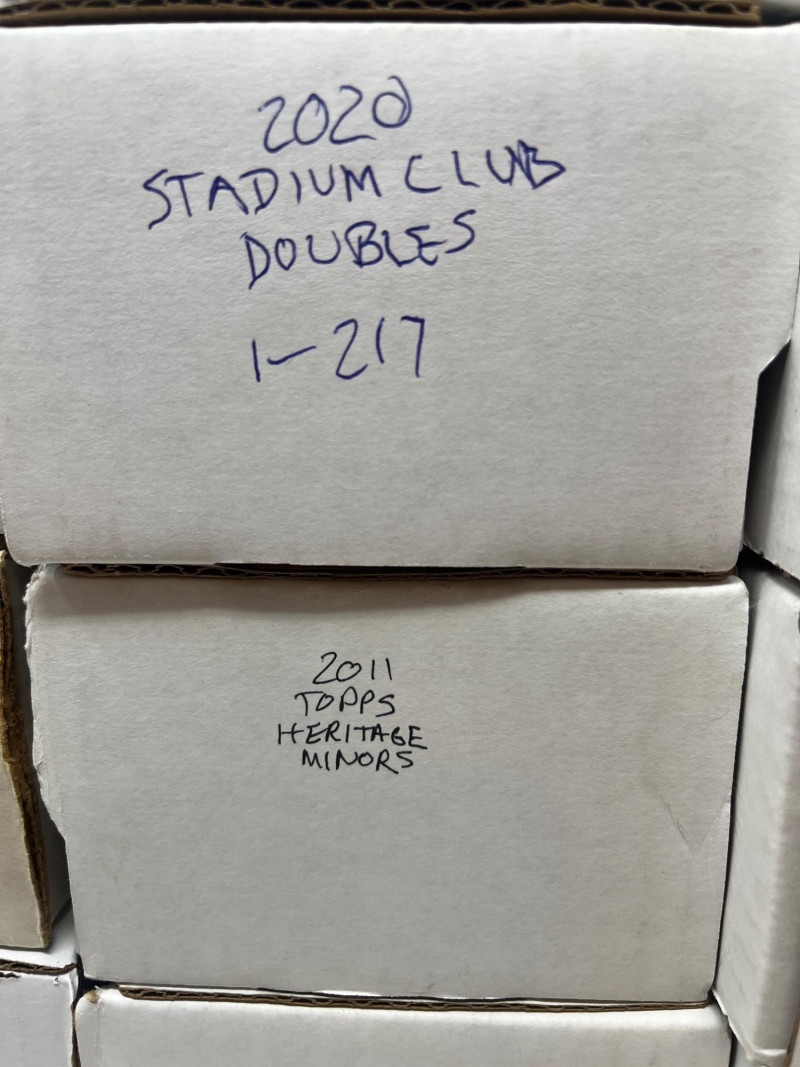 2020
STADIUM CLUB
DOUBLES
1-217
2011
TOPPS
HERITAGE
MINORS